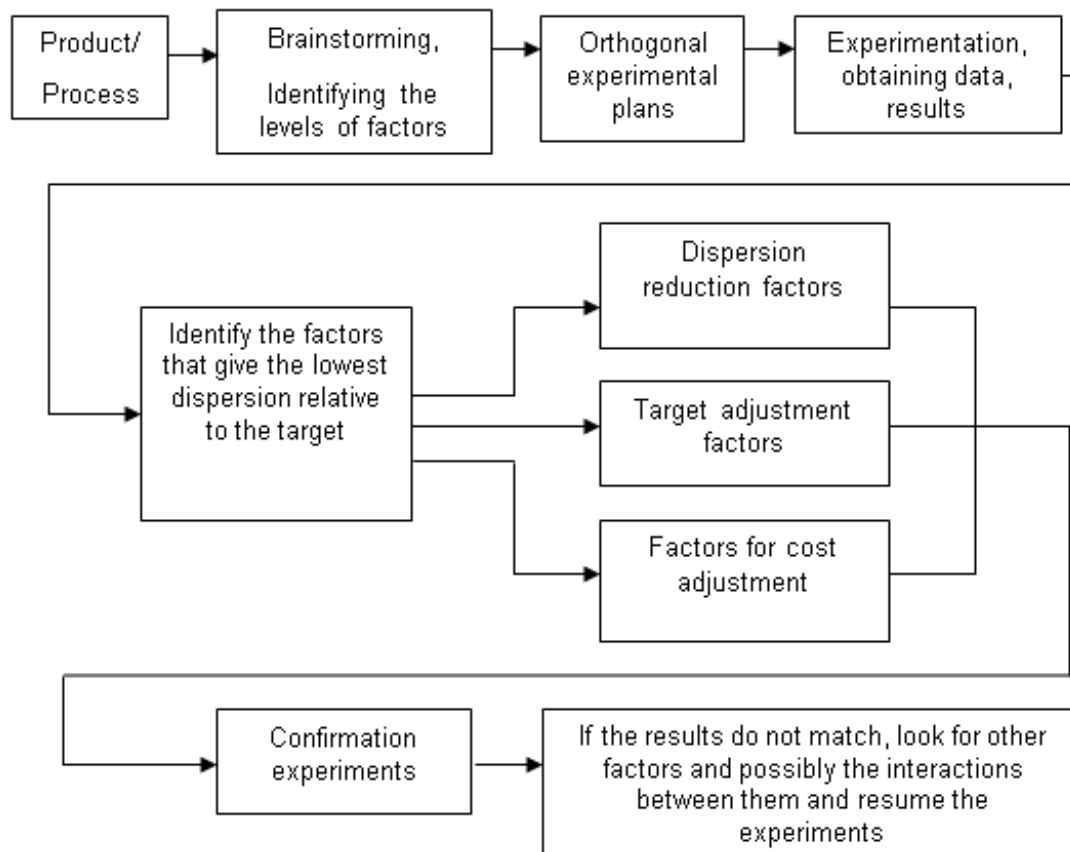 Product/
Process
Brainstorming,
Identifying the
levels of factors
Orthogonal
experimental
plans
Experimentation,
obtaining data,
results
Identify the factors
that give the lowest
dispersion relative
to the target
Dispersion
reduction factors
Target adjustment
factors
Factors for cost
adjustment
Confirmation
experiments
If the results do not match, look for other
factors and possibly the interactions
between them and resume the
experiments